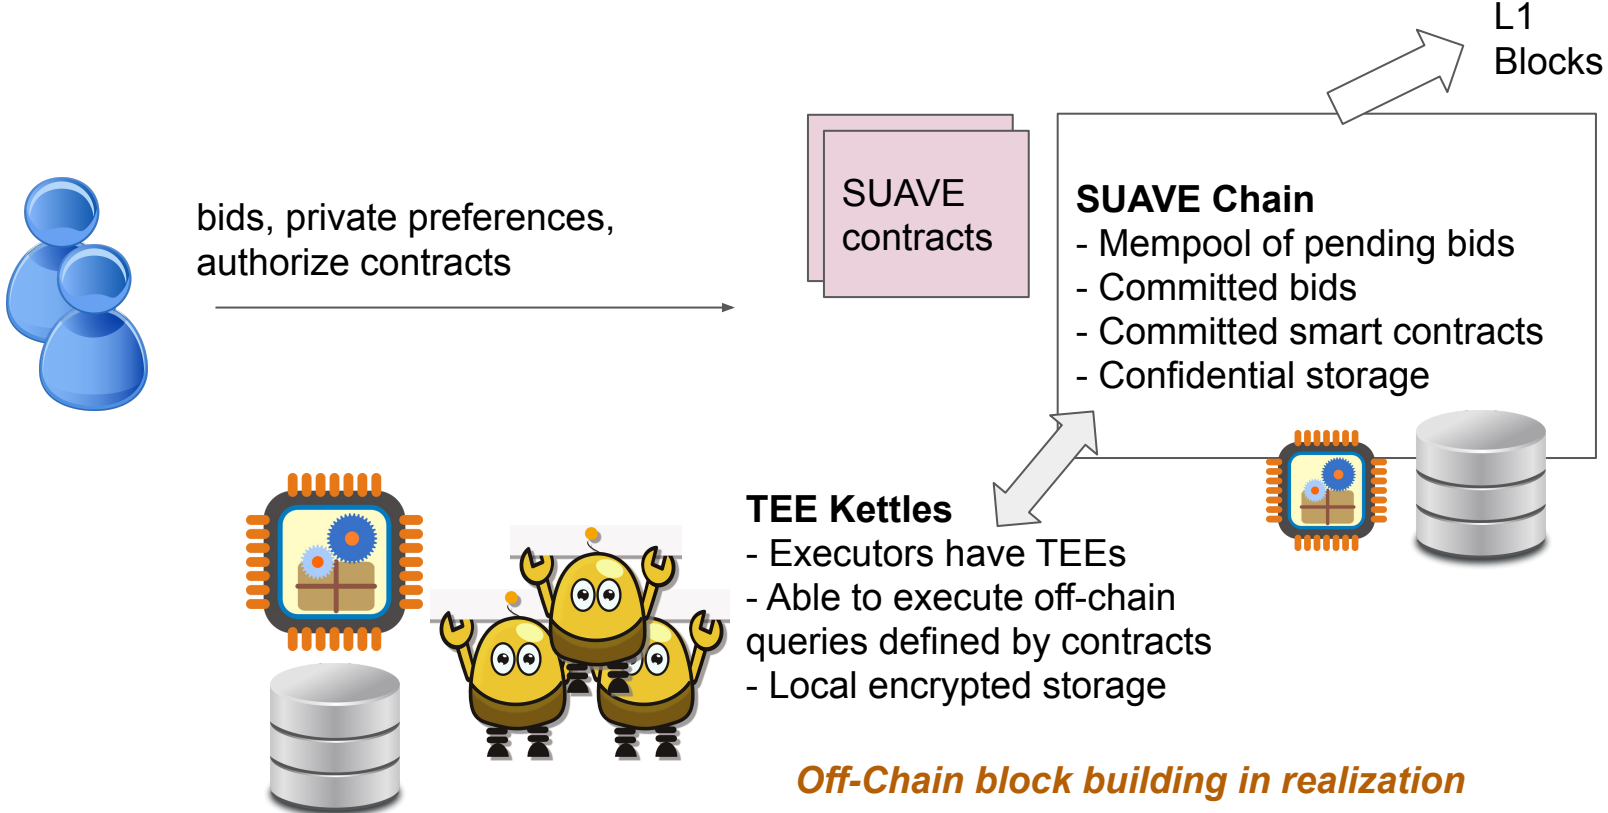 L1
Blocks
bids, private preferences,
authorize contracts
SUAVE
contracts
SUAVE Chain
- Mempool of pending bids
- Committed bids
- Committed smart contracts
- Confidential storage
TEE Kettles
- Executors have TEEs
- Able to execute off-chain
queries defined by contracts
- Local encrypted storage
Off-Chain block building in realization